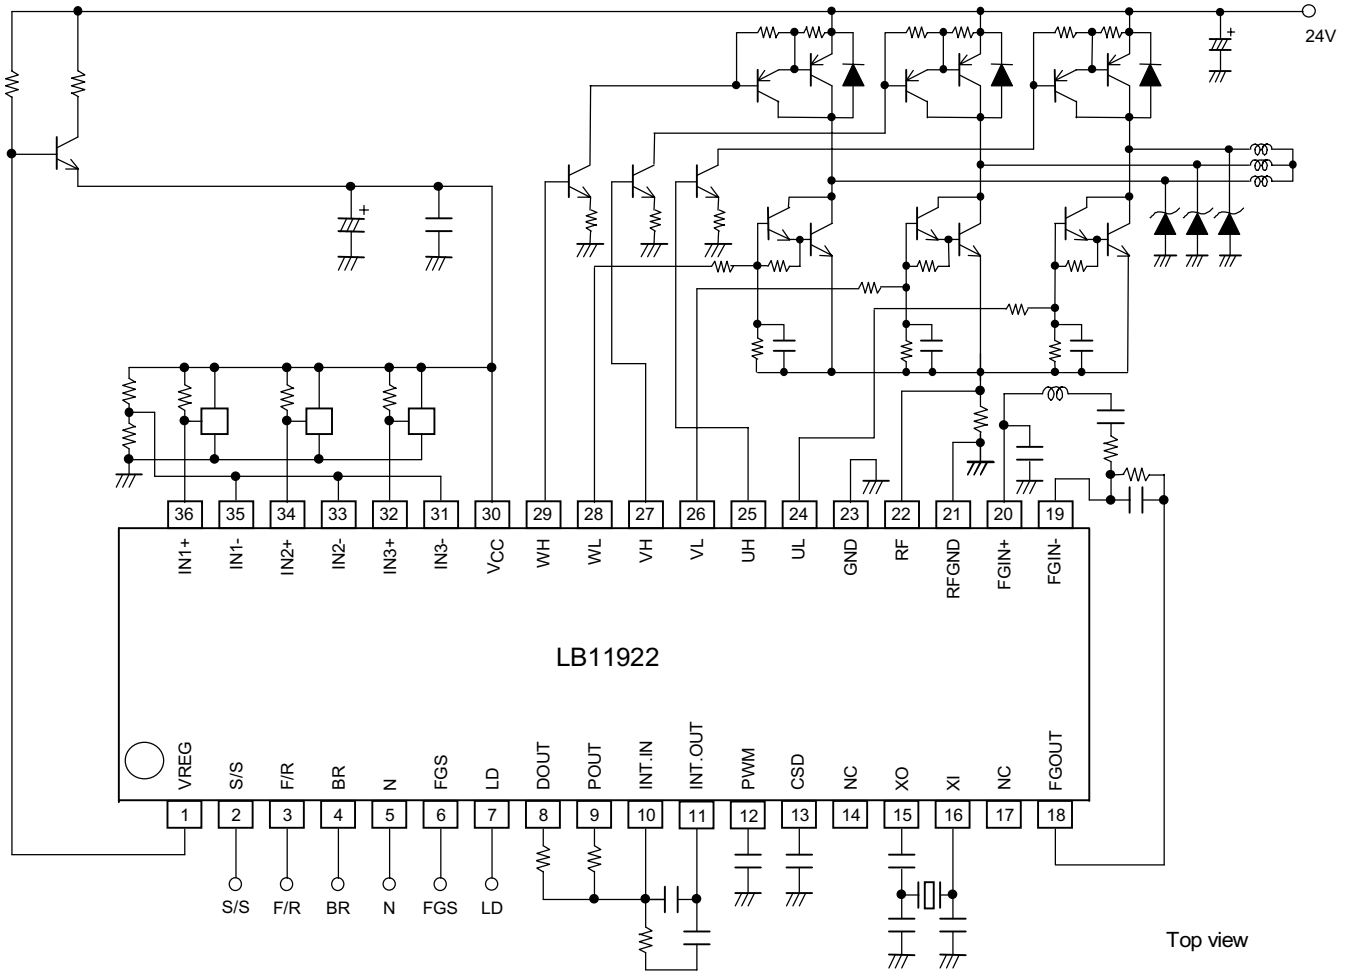 +
24V
+
36 35 34 33 32 31 30 29 28 27 26 25 24 23 22 21 20 19
IN1+ IN1- IN2+ IN2- IN3+ IN3- VCC WH WL VH VL UH UL GND RF RFGND FGIN+ FGIN-
LB11922
VREG S/S F/R BR N FGS LD DOUT POUT INT.IN INT.OUT PWM CSD NC XO XI NC FGOUT
1 2 3 4 5 6 7 8 9 10 11 12 13 14 15 16 17 18
S/S F/R BR N FGS LD
Top view